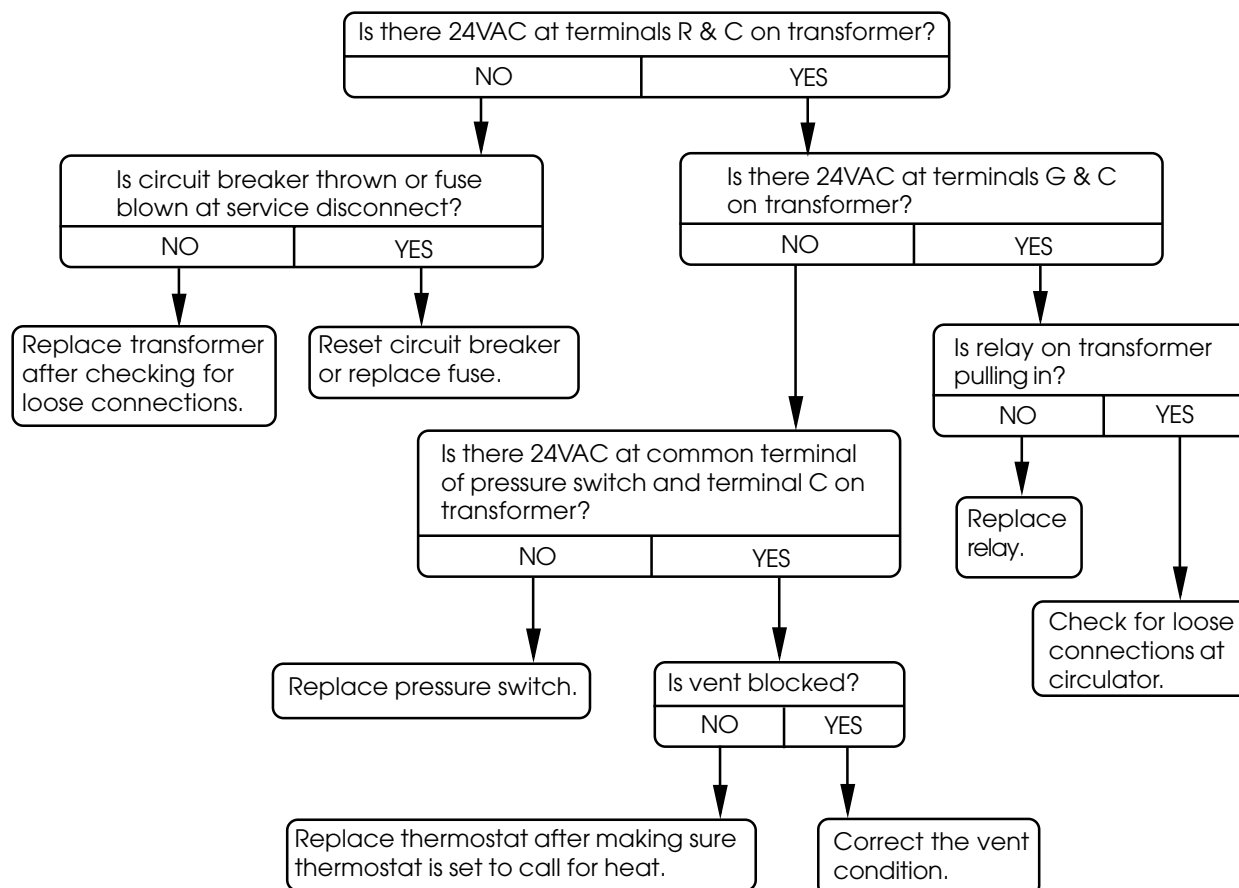 Is there 24VAC at terminals R & C on transformer?
NO
YES
Is circuit breaker thrown or fuse
blown at service disconnect?
NO
YES
Is there 24VAC at terminals G & C
on transformer?
NO
YES
Replace transformer
after checking for
loose connections.
Reset circuit breaker
or replace fuse.
Is relay on transformer
pulling in?
NO
YES
Is there 24VAC at common terminal
of pressure switch and terminal C on
transformer?
NO
YES
Replace
relay.
Check for loose
connections at
circulator.
Replace pressure switch.
Is vent blocked?
NO
YES
Replace thermostat after making sure
thermostat is set to call for heat.
Correct the vent
condition.